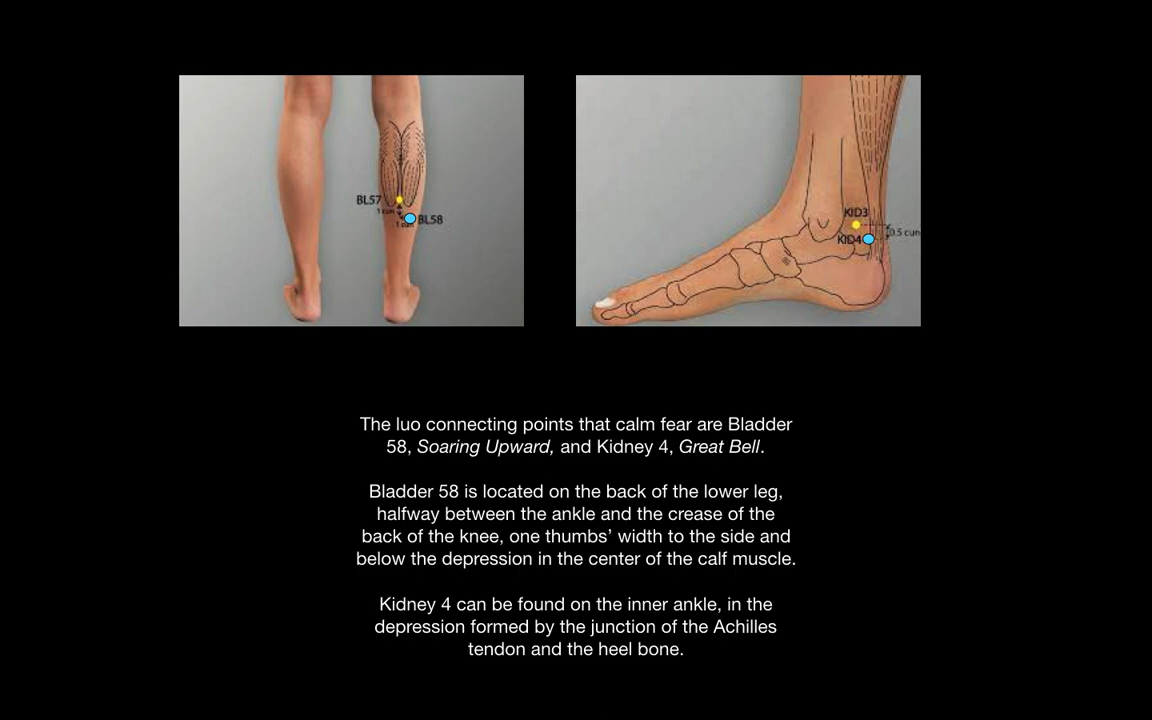 BL57
1 cun
1 cun
BL58
KID3
KID4
0.5 cun
The luo connecting points that calm fear are Bladder
58, Soaring Upward, and Kidney 4, Great Bell.
Bladder 58 is located on the back of the lower leg,
halfway between the ankle and the crease of the
back of the knee, one thumbs’ width to the side and
below the depression in the center of the calf muscle.
Kidney 4 can be found on the inner ankle, in the
depression formed by the junction of the Achilles
tendon and the heel bone.